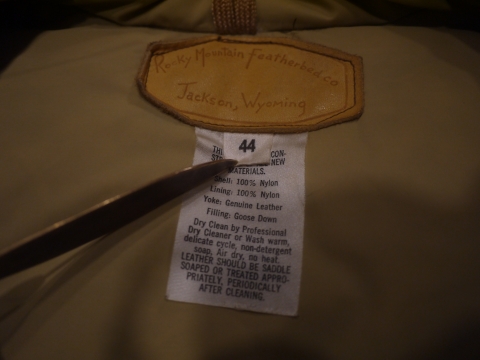 Rocky Mountain Featherbed co
Jackson, Wyoming
44
CON-
NEW
MATERIALS.
Shell: 100% Nylon
Lining: 100% Nylon
Yoke: Genuine Leather
Filling: Goose Down
Dry Clean by Professional
Dry Cleaner or Wash warm,
delicate cycle, non-detergent
soap, Air dry, no heat.
LEATHER SHOULD BE SADDLE
SOAPED OR TREATED APPRO-
PRIATELY, PERIODICALLY
AFTER CLEANING.